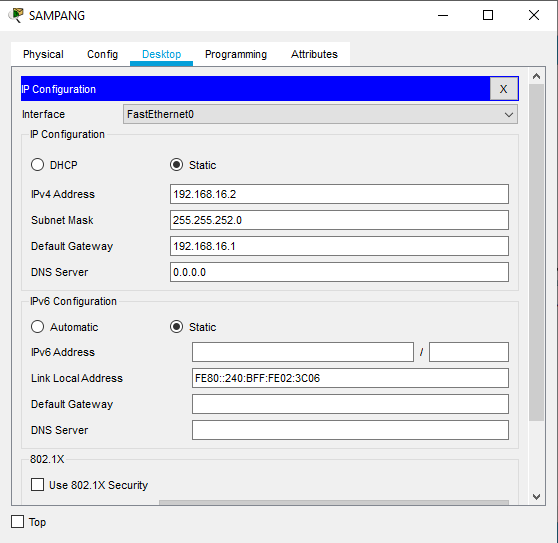 SAMPANG
Physical Config Desktop Programming Attributes
IP Configuration X
Interface FastEthernet0
IP Configuration
DHCP Static
IPv4 Address 192.168.16.2
Subnet Mask 255.255.252.0
Default Gateway 192.168.16.1
DNS Server 0.0.0.0
IPv6 Configuration
Automatic Static
IPv6 Address /
Link Local Address FE80::240:BFF:FE02:3C06
Default Gateway
DNS Server
802.1X
Use 802.1X Security
Top